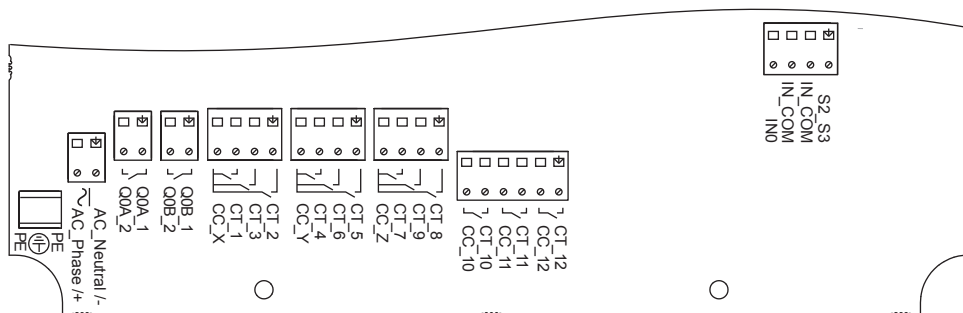 PE
PE
AC_Phase /+
AC_Neutral /-
Q0A_2
Q0A_1
Q0B_2
Q0B_1
CC_X
CT_1
CT_3
CT_2
CC_Y
CT_4
CT_6
CT_5
CC_Z
CT_7
CT_9
CT_8
CC_10
CT_10
CC_11
CT_11
CC_12
CT_12
IN0
IN_COM
IN_COM
S2_S3